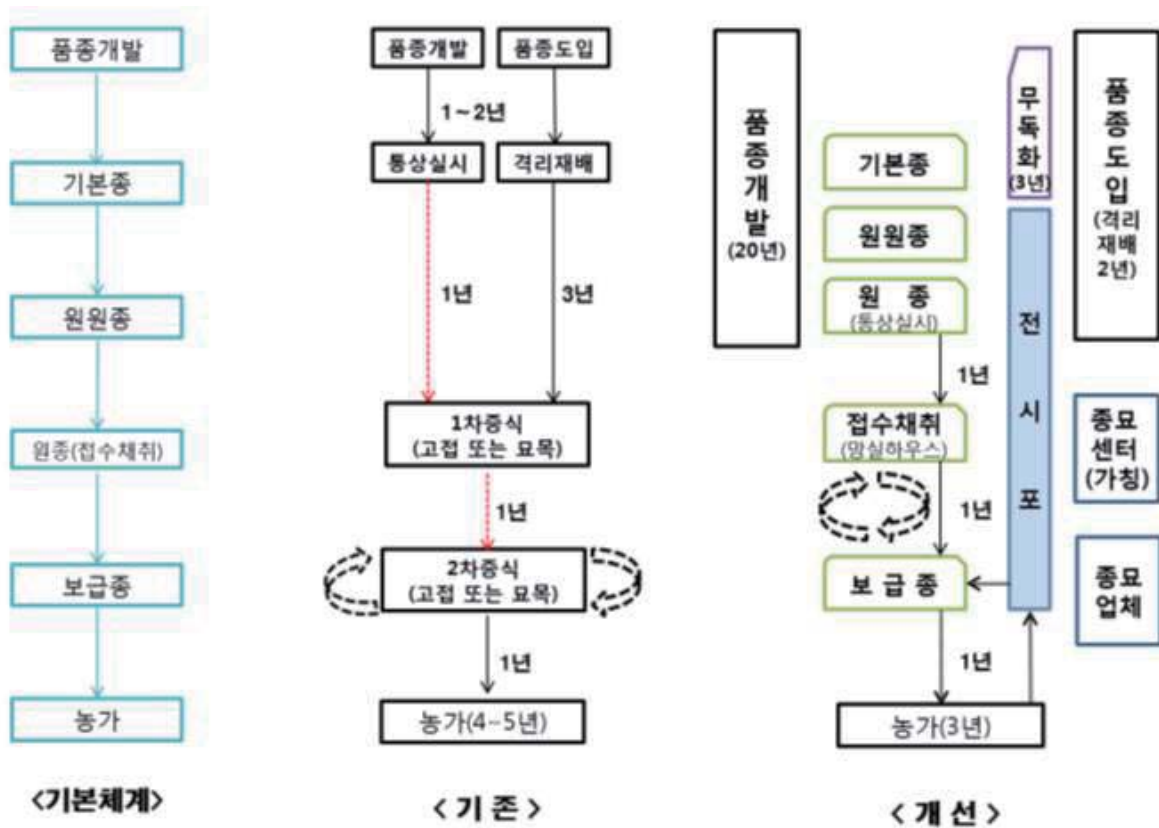 품종개발
기본종
원원종
원종(접수채취)
보급종
농가
<기본체계>
품종개발
품종도입
1~2년
통상실시
격리재배
1년
3년
1차증식
(고접 또는 묘목)
1년
2차증식
(고접 또는 묘목)
1년
농가(4~5년)
< 기 존 >
품종개발
(20년)
기본종
원원종
원 종
(통상실시)
1년
접수채취
(망실하우스)
1년
보 급 종
1년
농가(3년)
무독화
(3년)
전시포
품종도입
(격리
재배
2년)
종묘
센터
(가칭)
종묘
업체
< 개 선 >